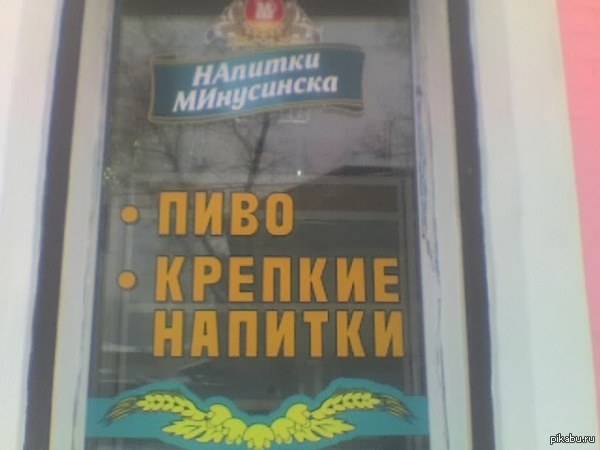 НАпитки
МИнусинска
• ПИВО
• КРЕПКИЕ
НАПИТКИ
pikabu.ru